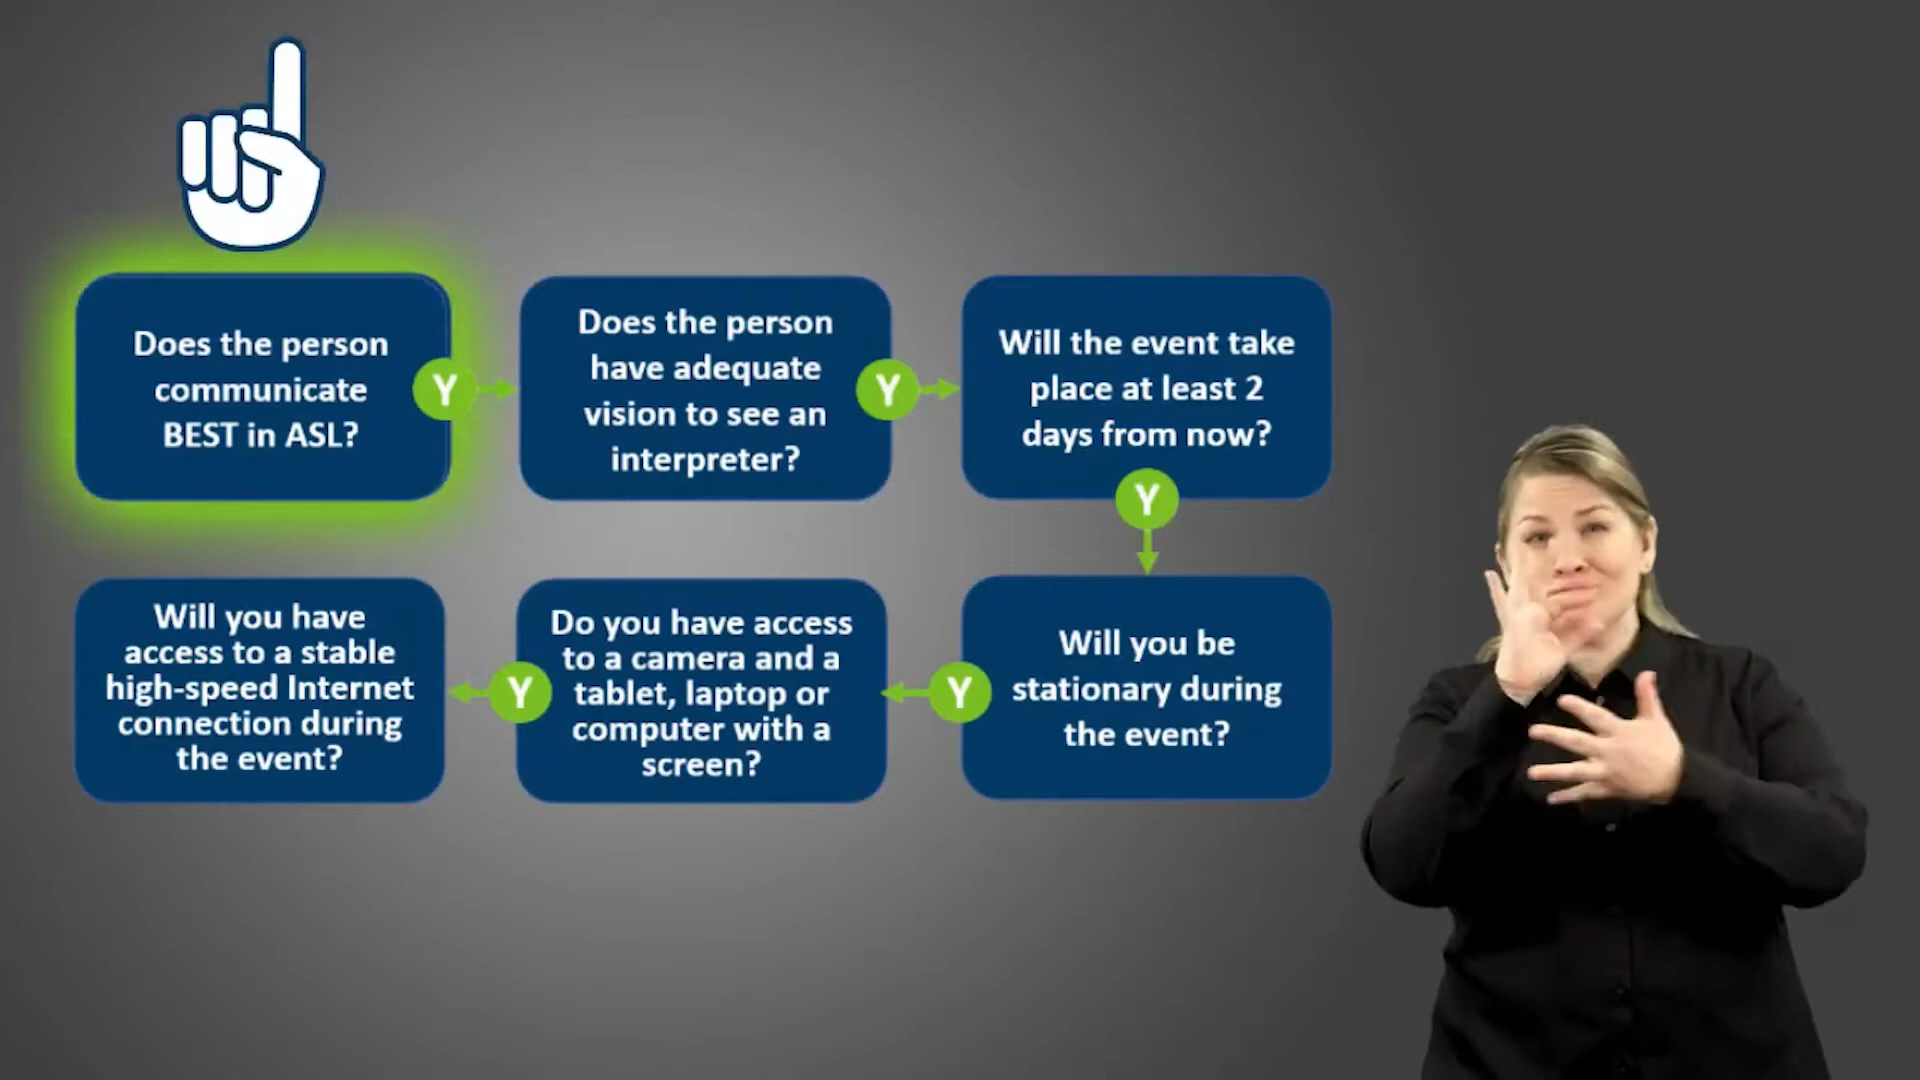 Does the person
communicate
BEST in ASL?
Y
Does the person
have adequate
vision to see an
interpreter?
Y
Will the event take
place at least 2
days from now?
Y
Will you be
stationary during
the event?
Y
Do you have access
to a camera and a
tablet, laptop or
computer with a
screen?
Y
Will you have
access to a stable
high-speed Internet
connection during
the event?